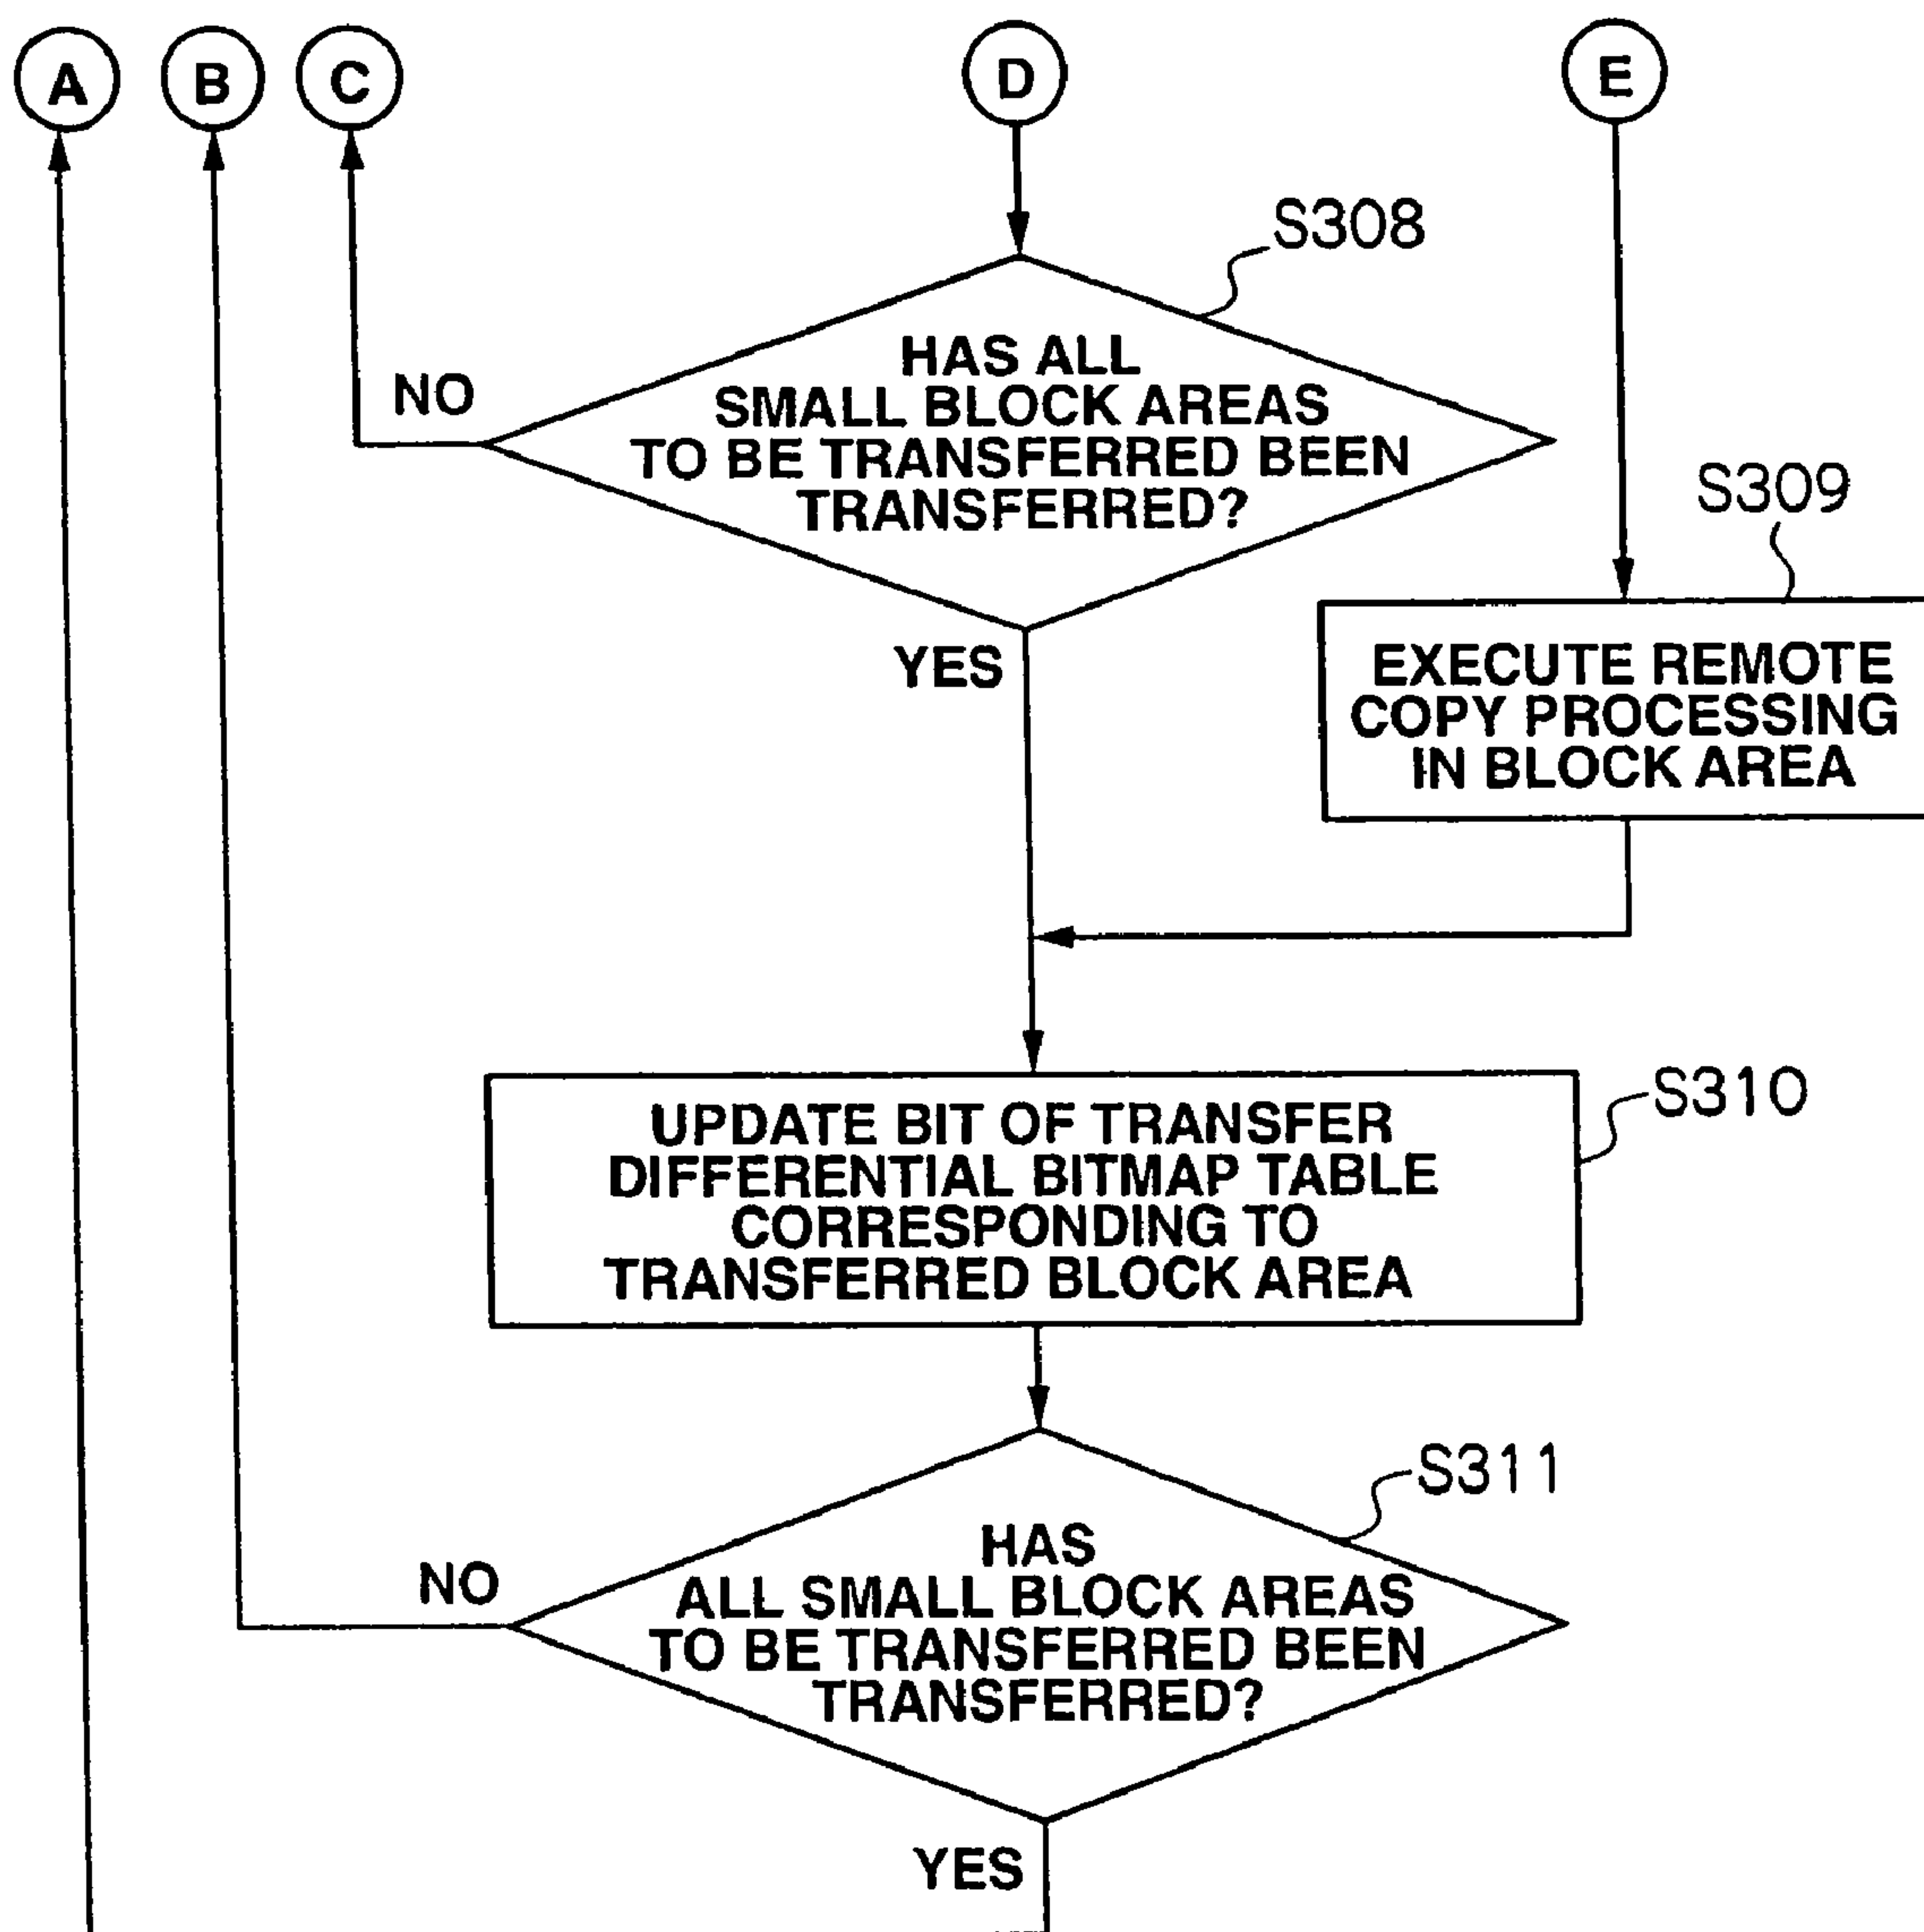 A
B
C
D
E
S308
HAS ALL
SMALL BLOCK AREAS
TO BE TRANSFERRED BEEN
TRANSFERRED?
NO
YES
S309
EXECUTE REMOTE
COPY PROCESSING
IN BLOCK AREA
S310
UPDATE BIT OF TRANSFER
DIFFERENTIAL BITMAP TABLE
CORRESPONDING TO
TRANSFERRED BLOCK AREA
S311
HAS
ALL SMALL BLOCK AREAS
TO BE TRANSFERRED BEEN
TRANSFERRED?
NO
YES